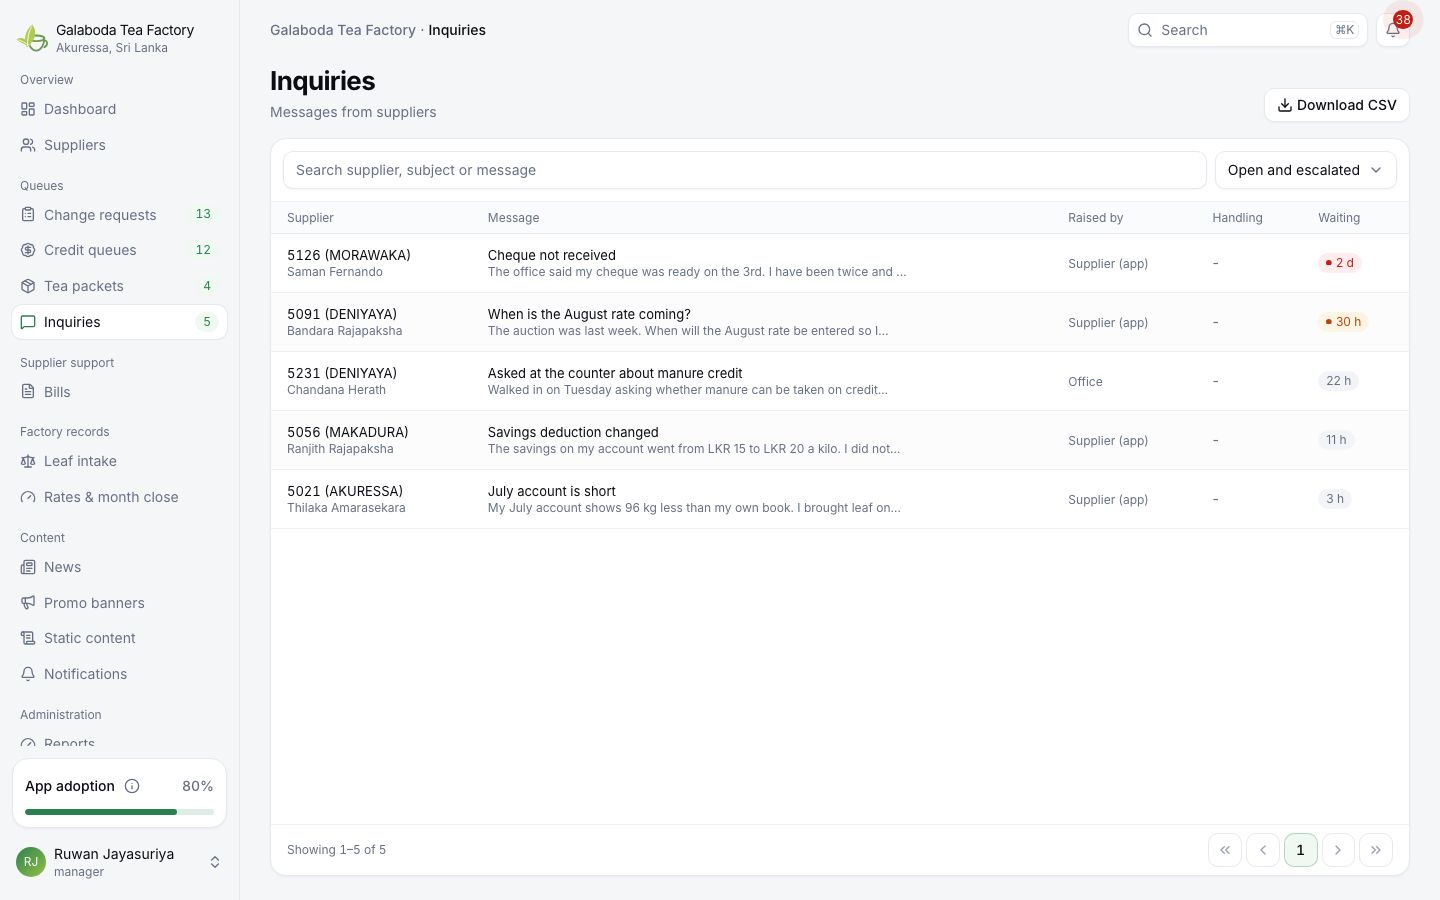 Galaboda Tea Factory
Akuressa, Sri Lanka
Overview
Dashboard
Suppliers
Queues
Change requests 13
Credit queues 12
Tea packets 4
Inquiries 5
Supplier support
Bills
Factory records
Leaf intake
Rates & month close
Content
News
Promo banners
Static content
Notifications
Administration
Reports
App adoption 80%
RJ
Ruwan Jayasuriya
manager
Galaboda Tea Factory · Inquiries
Search ⌘K
38
Inquiries
Messages from suppliers
Download CSV
Search supplier, subject or message
Open and escalated
Supplier Message Raised by Handling Waiting
5126 (MORAWAKA) Cheque not received
Saman Fernando The office said my cheque was ready on the 3rd. I have been twice and ... Supplier (app) - 2 d
5091 (DENIYAYA) When is the August rate coming?
Bandara Rajapaksha The auction was last week. When will the August rate be entered so I... Supplier (app) - 30 h
5231 (DENIYAYA) Asked at the counter about manure credit
Chandana Herath Walked in on Tuesday asking whether manure can be taken on credit... Office - 22 h
5056 (MAKADURA) Savings deduction changed
Ranjith Rajapaksha The savings on my account went from LKR 15 to LKR 20 a kilo. I did not... Supplier (app) - 11 h
5021 (AKURESSA) July account is short
Thilaka Amarasekara My July account shows 96 kg less than my own book. I brought leaf on... Supplier (app) - 3 h
Showing 1–5 of 5
1